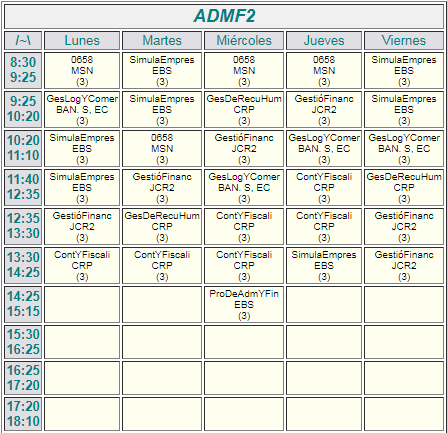 ADMF2
/~\ Lunes Martes Miércoles Jueves Viernes
8:30 0658 SimulaEmpres 0658 0658 SimulaEmpres
9:25 MSN EBS MSN MSN EBS
(3) (3) (3) (3) (3)
9:25 GesLogYComer SimulaEmpres GesDeRecuHum GestióFinanc SimulaEmpres
10:20 BAN. S, EC EBS CRP JCR2 EBS
(3) (3) (3) (3) (3)
10:20 SimulaEmpres 0658 GestióFinanc GesLogYComer GesLogYComer
11:10 EBS MSN JCR2 BAN. S, EC BAN. S, EC
(3) (3) (3) (3) (3)
11:40 SimulaEmpres GestióFinanc GesLogYComer ContYFiscali GesDeRecuHum
12:35 EBS JCR2 BAN. S, EC CRP CRP
(3) (3) (3) (3) (3)
12:35 GestióFinanc GesDeRecuHum ContYFiscali ContYFiscali GestióFinanc
13:30 JCR2 CRP CRP CRP JCR2
(3) (3) (3) (3) (3)
13:30 ContYFiscali ContYFiscali ContYFiscali SimulaEmpres GestióFinanc
14:25 CRP CRP CRP EBS JCR2
(3) (3) (3) (3) (3)
14:25 ProDeAdmYFin
15:15 EBS
(3)
15:30
16:25
16:25
17:20
17:20
18:10